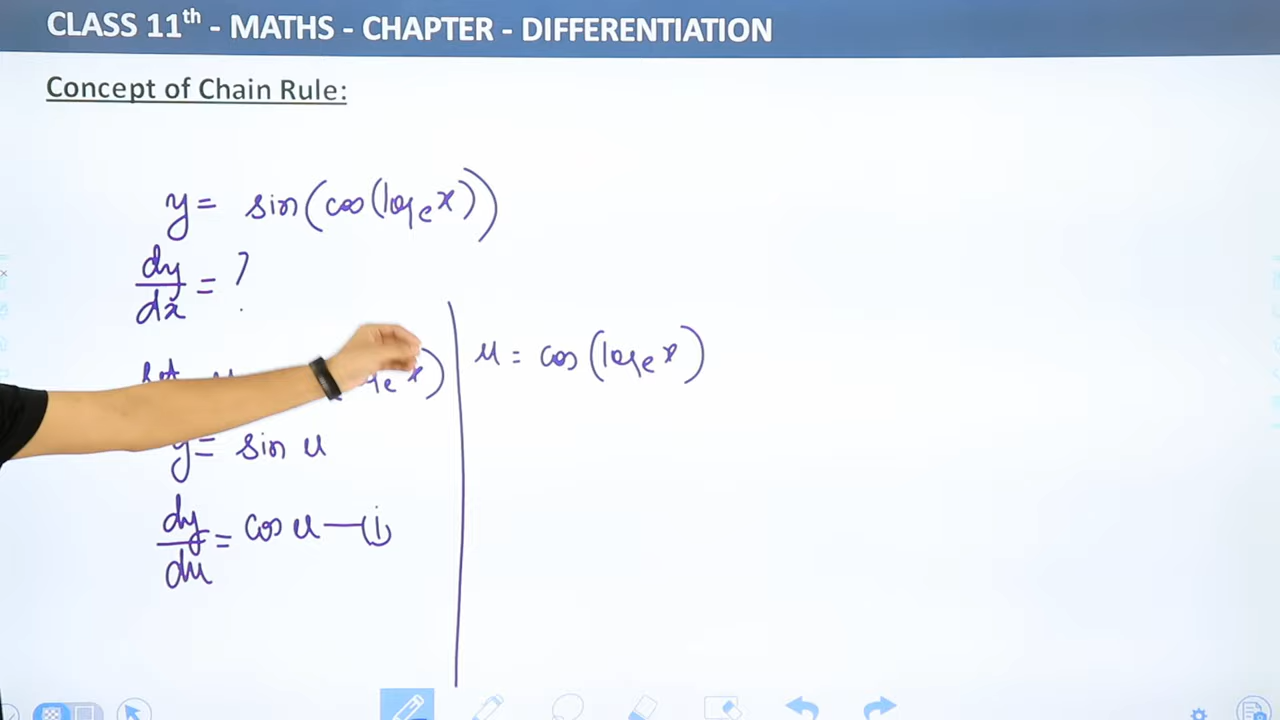 CLASS 11th - MATHS - CHAPTER - DIFFERENTIATION
Concept of Chain Rule:
y = sin(cos(logₑx))
dy/dx = ?
y = sin u
dy/du = cos u —(i)
u = cos(logₑx)